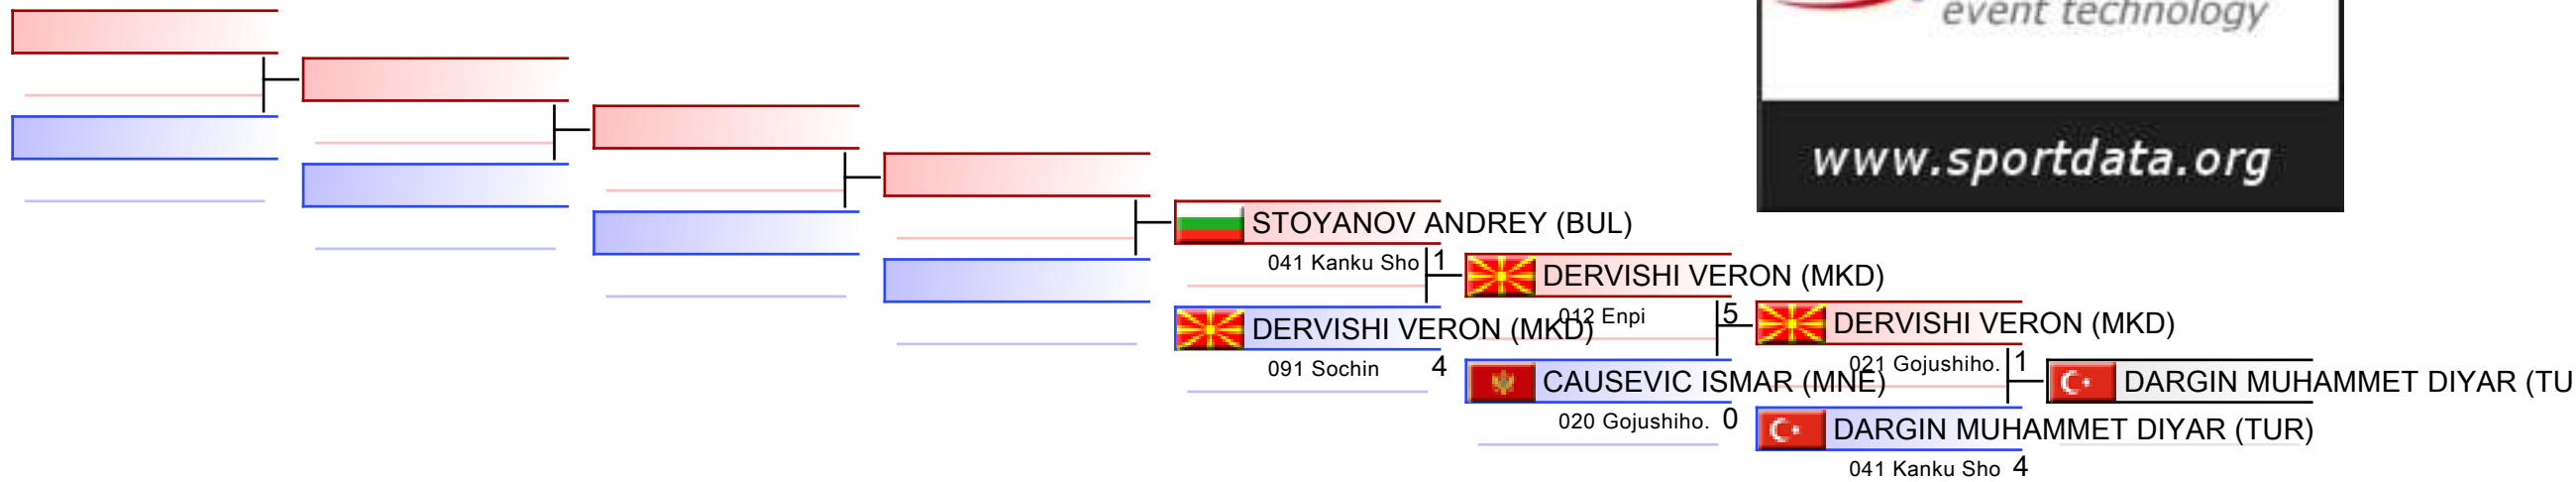 event technology
www.sportdata.org
STOYANOV ANDREY (BUL)
041 Kanku Sho 1
DERVISHI VERON (MKD)
091 Sochin 4
DERVISHI VERON (MKD)
012 Enpi 5
CAUSEVIC ISMAR (MNE)
020 Gojushiho. 0
DERVISHI VERON (MKD)
021 Gojushiho. 1
DARGIN MUHAMMET DIYAR (TUR)
041 Kanku Sho 4
DARGIN MUHAMMET DIYAR (TU